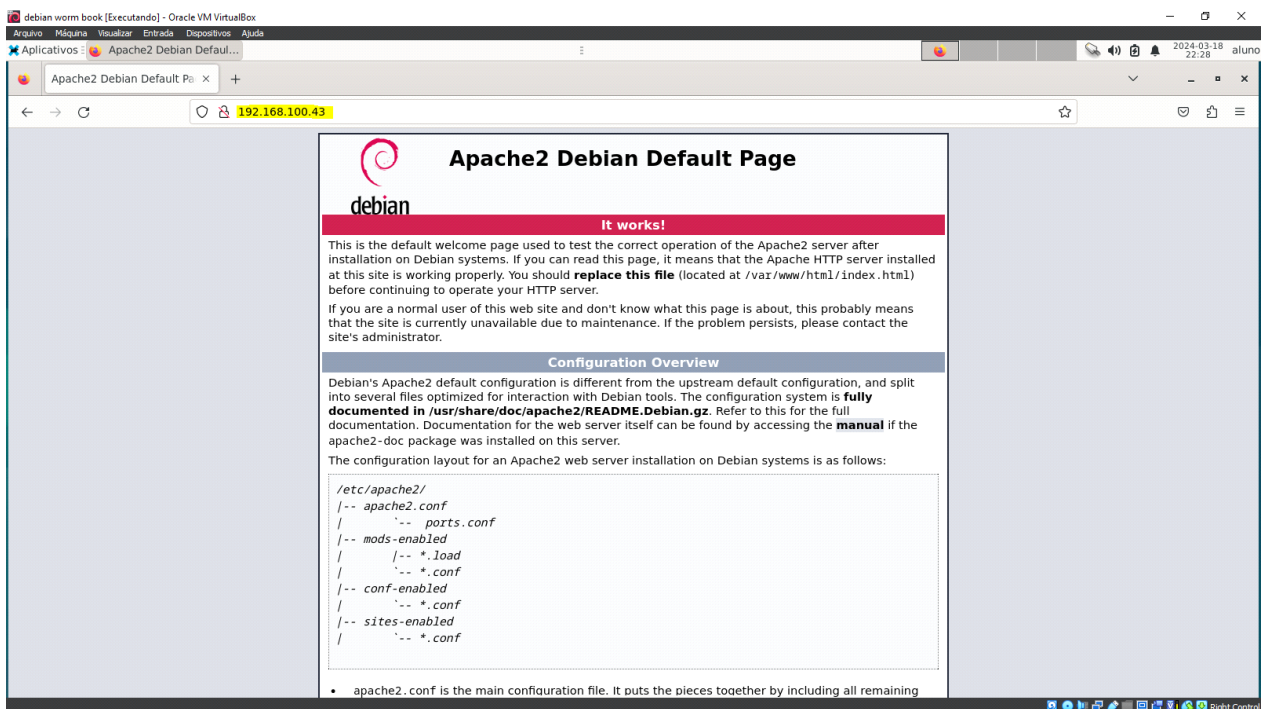 debian worm book [Executando] - Oracle VM VirtualBox
Arquivo Máquina Visualizar Entrada Dispositivos Ajuda
Aplicativos Apache2 Debian Defaul... 2024-03-18 22:28 aluno
Apache2 Debian Default Pa
192.168.100.43
Apache2 Debian Default Page
debian
It works!
This is the default welcome page used to test the correct operation of the Apache2 server after
installation on Debian systems. If you can read this page, it means that the Apache HTTP server installed
at this site is working properly. You should replace this file (located at /var/www/html/index.html)
before continuing to operate your HTTP server.
If you are a normal user of this web site and don't know what this page is about, this probably means
that the site is currently unavailable due to maintenance. If the problem persists, please contact the
site's administrator.
Configuration Overview
Debian's Apache2 default configuration is different from the upstream default configuration, and split
into several files optimized for interaction with Debian tools. The configuration system is fully
documented in /usr/share/doc/apache2/README.Debian.gz. Refer to this for the full
documentation. Documentation for the web server itself can be found by accessing the manual if the
apache2-doc package was installed on this server.
The configuration layout for an Apache2 web server installation on Debian systems is as follows:
/etc/apache2/
|-- apache2.conf
|       `--  ports.conf
|-- mods-enabled
|       |-- *.load
|       `-- *.conf
|-- conf-enabled
|       `-- *.conf
|-- sites-enabled
|       `-- *.conf
• apache2.conf is the main configuration file. It puts the pieces together by including all remaining
Right Control